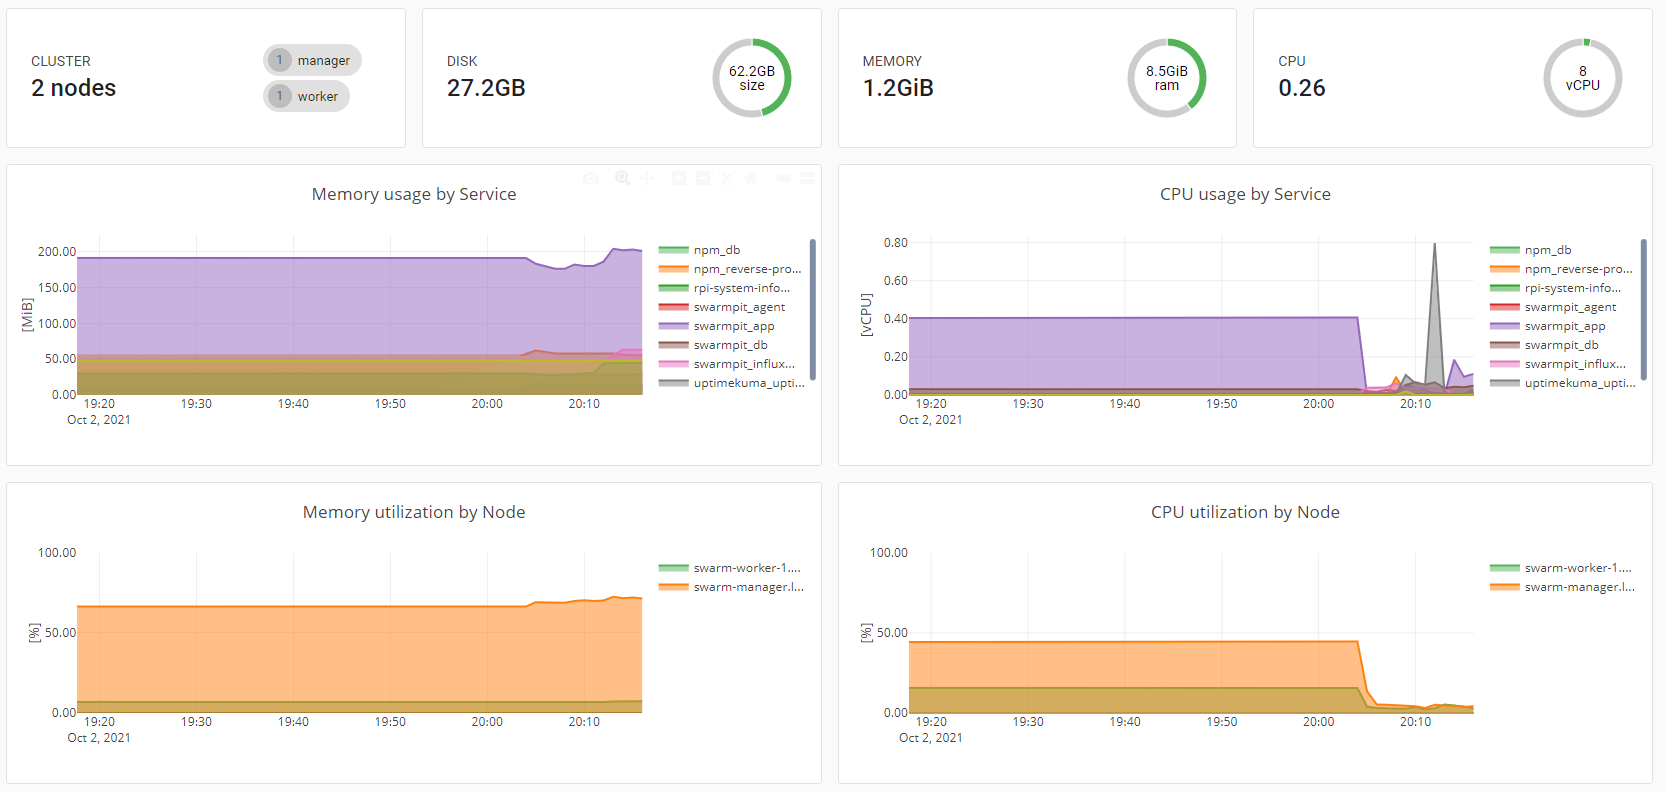 CLUSTER
2 nodes
1 manager
1 worker
DISK
27.2GB
62.2GB
size
MEMORY
1.2GiB
8.5GiB
ram
CPU
0.26
8
vCPU
Memory usage by Service
[MiB]
200.00
150.00
100.00
50.00
0.00
19:20 19:30 19:40 19:50 20:00 20:10
Oct 2, 2021
npm_db
npm_reverse-pro...
rpi-system-info...
swarmpit_agent
swarmpit_app
swarmpit_db
swarmpit_influx...
uptimekuma_upti...
CPU usage by Service
[vCPU]
0.80
0.60
0.40
0.20
0.00
19:20 19:30 19:40 19:50 20:00 20:10
Oct 2, 2021
npm_db
npm_reverse-pro...
rpi-system-info...
swarmpit_agent
swarmpit_app
swarmpit_db
swarmpit_influx...
uptimekuma_upti...
Memory utilization by Node
[%]
100.00
50.00
0.00
19:20 19:30 19:40 19:50 20:00 20:10
Oct 2, 2021
swarm-worker-1....
swarm-manager.l...
CPU utilization by Node
[%]
100.00
50.00
0.00
19:20 19:30 19:40 19:50 20:00 20:10
Oct 2, 2021
swarm-worker-1....
swarm-manager.l...